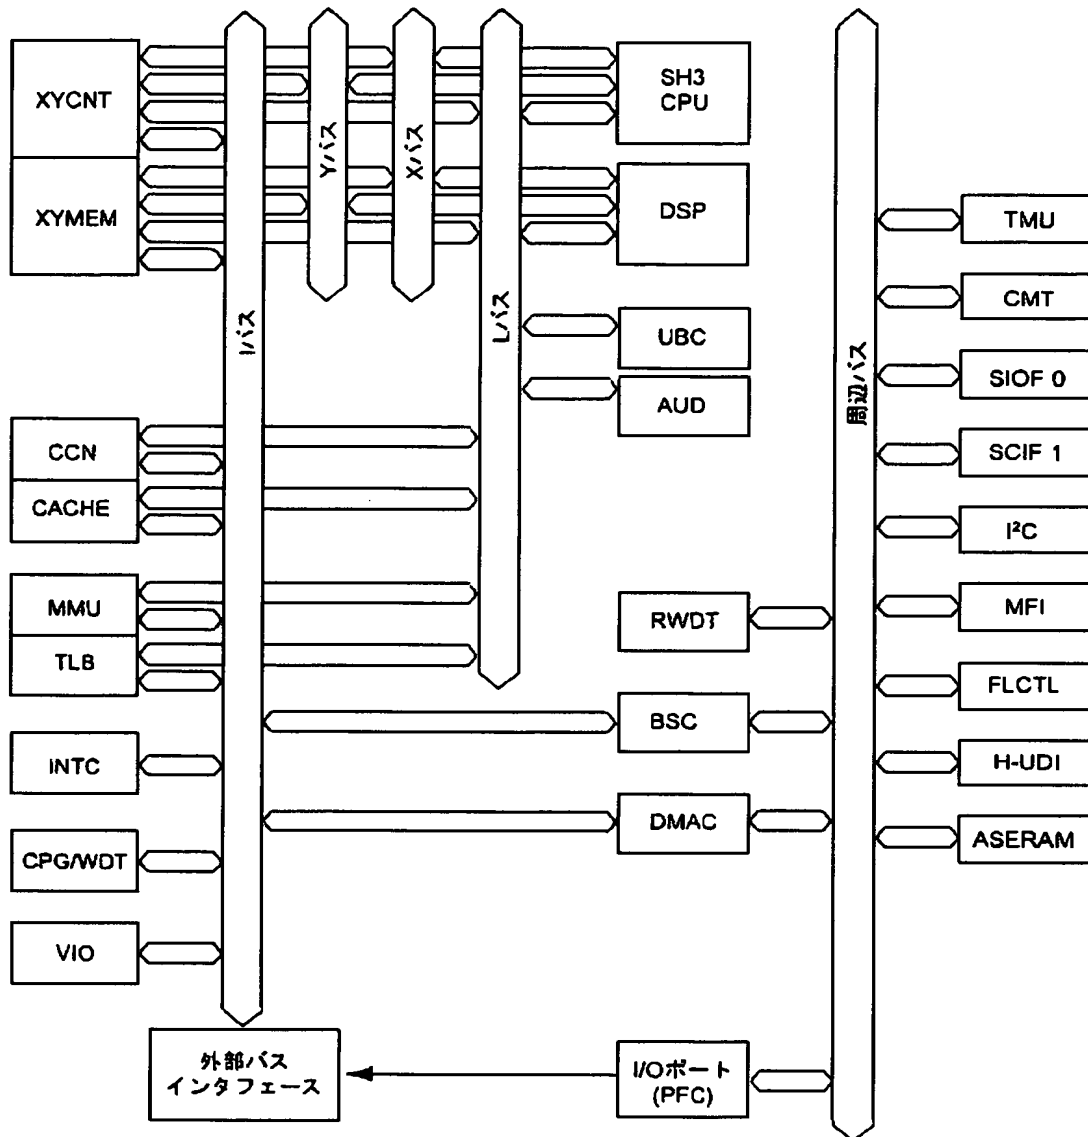 XYCNT
XYMEM
CCN
CACHE
MMU
TLB
INTC
CPG/WDT
VIO
Iバス
Yバス
Xバス
Lバス
SH3
CPU
DSP
UBC
AUD
RWDT
BSC
DMAC
外部バス
インタフェース
I/Oポート
(PFC)
周辺バス
TMU
CMT
SIOF 0
SCIF 1
I²C
MFI
FLCTL
H-UDI
ASERAM